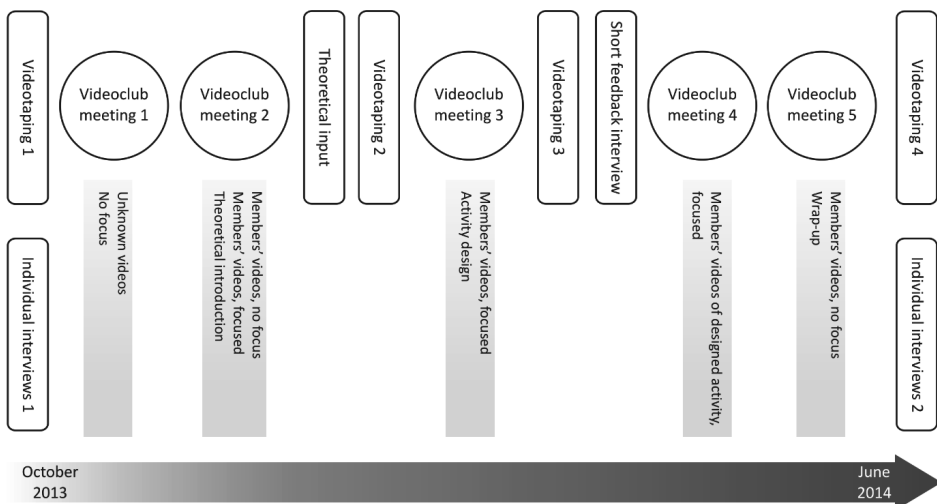 Videotaping 1
Videoclub
meeting 1
Videoclub
meeting 2
Theoretical input
Videotaping 2
Videoclub
meeting 3
Videotaping 3
Short feedback interview
Videoclub
meeting 4
Videoclub
meeting 5
Videotaping 4
Unknown videos
No focus
Members' videos, no focus
Members' videos, focused
Theoretical introduction
Members' videos, focused
Activity design
Members' videos of designed activity,
focused
Members' videos, no focus
Wrap-up
Individual interviews 1
Individual interviews 2
October
2013
June
2014